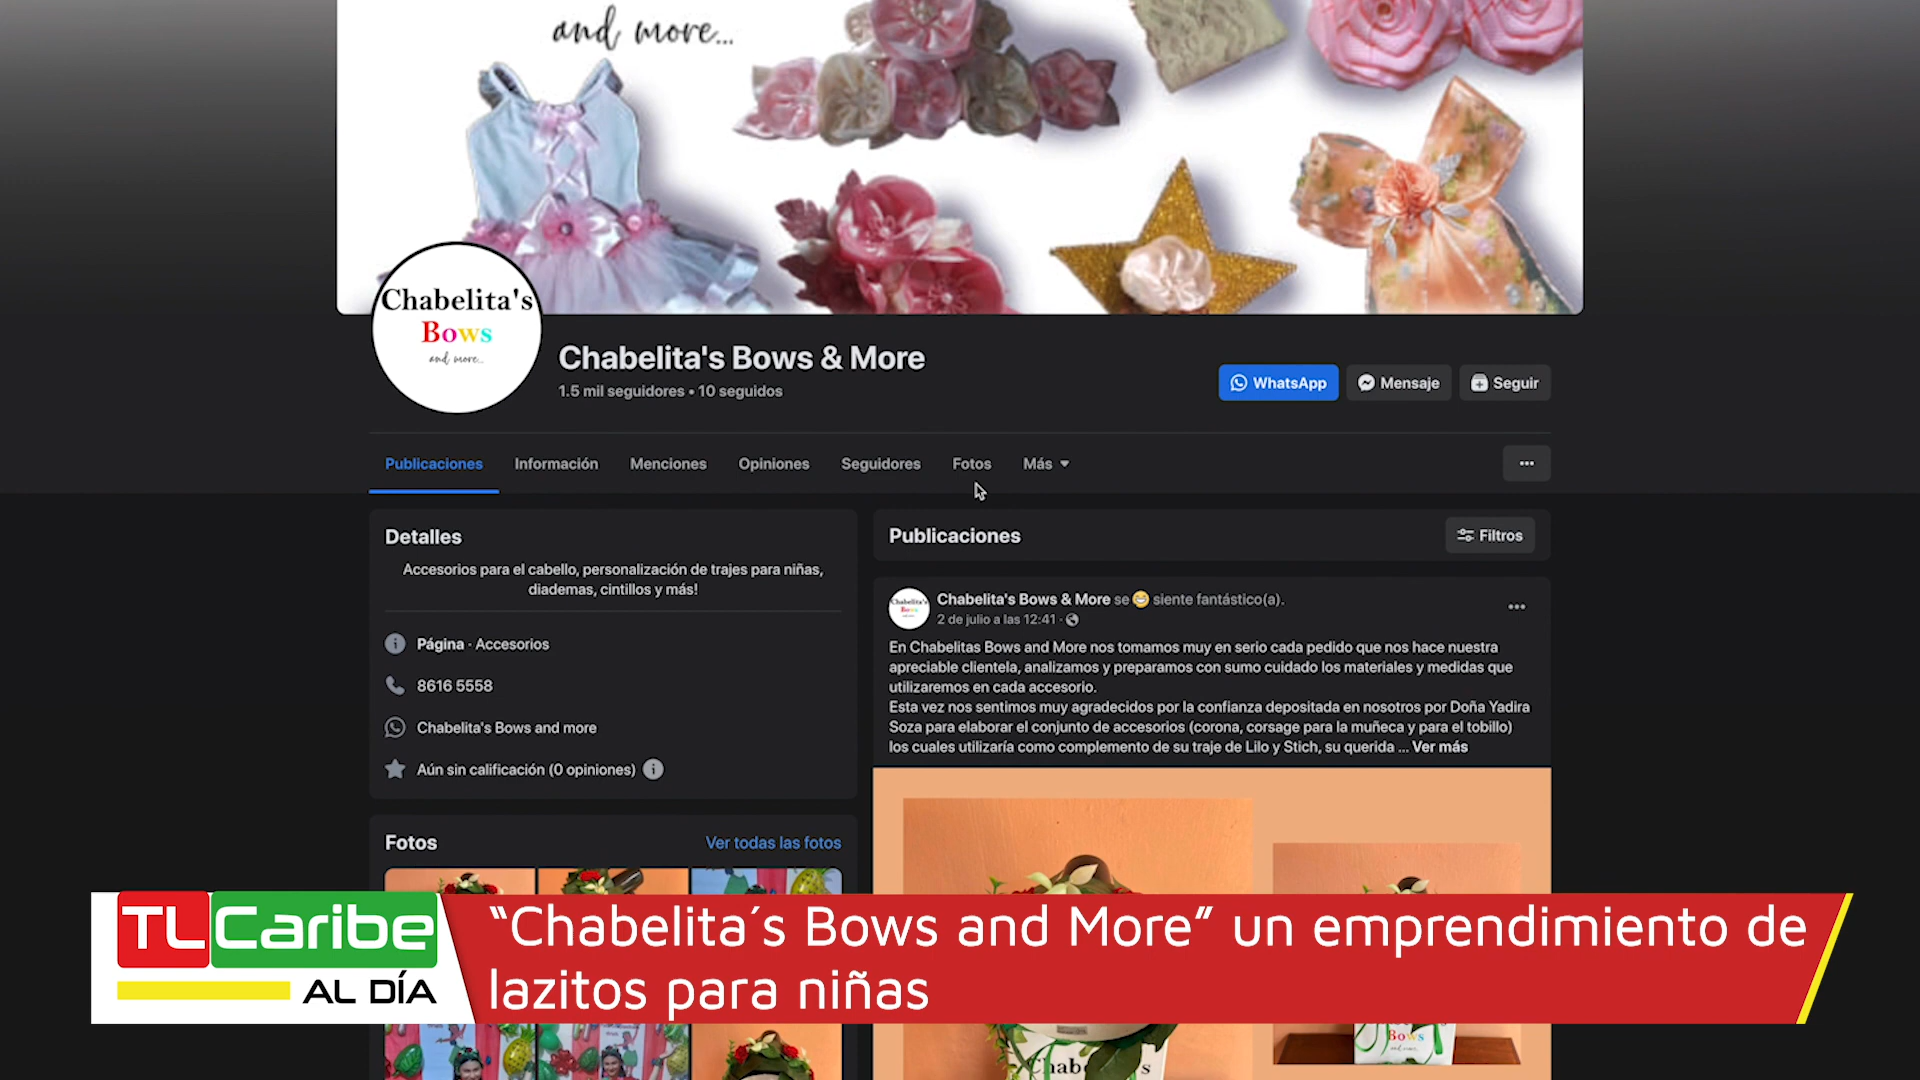 and more...
Chabelita's
Bows
and more...
Chabelita's Bows & More
1.5 mil seguidores • 10 seguidos
WhatsApp
Mensaje
Seguir
Publicaciones
Información
Menciones
Opiniones
Seguidores
Fotos
Más
Detalles
Accesorios para el cabello, personalización de trajes para niñas,
diademas, cintillos y más!
Página · Accesorios
8616 5558
Chabelita's Bows and more
Aún sin calificación (0 opiniones)
Fotos
Ver todas las fotos
Publicaciones
Filtros
Chabelita's
Bows
Chabelita's Bows & More se siente fantástico(a).
2 de julio a las 12:41 ·
En Chabelitas Bows and More nos tomamos muy en serio cada pedido que nos hace nuestra
apreciable clientela, analizamos y preparamos con sumo cuidado los materiales y medidas que
utilizaremos en cada accesorio.
Esta vez nos sentimos muy agradecidos por la confianza depositada en nosotros por Doña Yadira
Soza para elaborar el conjunto de accesorios (corona, corsage para la muñeca y para el tobillo)
los cuales utilizaría como complemento de su traje de Lilo y Stich, su querida ... Ver más
TLCaribe
AL DÍA
“Chabelita´s Bows and More” un emprendimiento de
lazitos para niñas
Bows